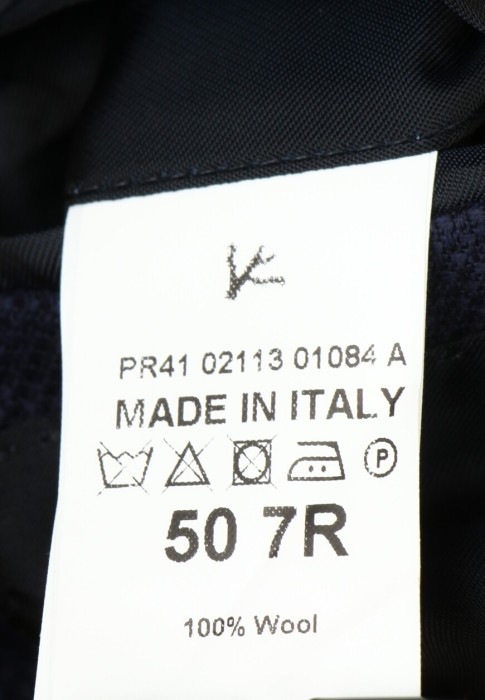 PR41 02113 01084 A
MADE IN ITALY
P
50 7R
100% Wool